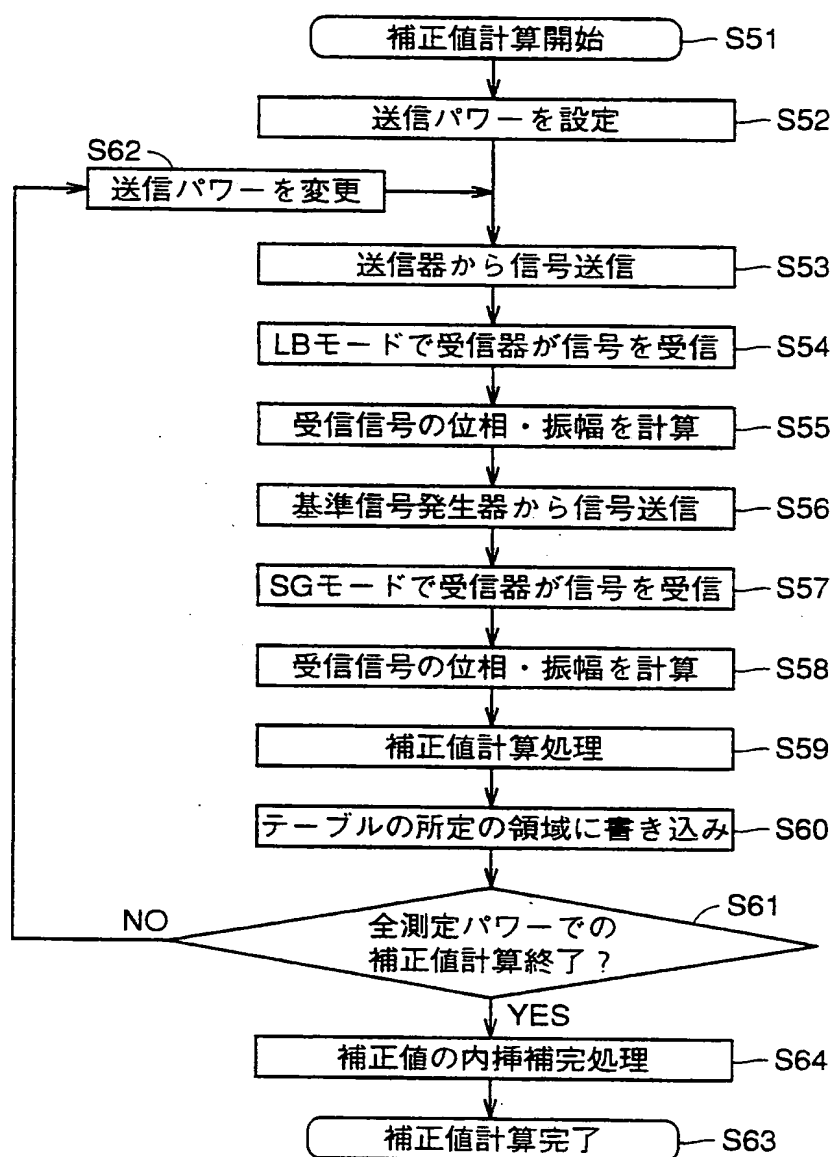 補正値計算開始 S51
送信パワーを設定 S52
S62
送信パワーを変更
送信器から信号送信 S53
LBモードで受信器が信号を受信 S54
受信信号の位相・振幅を計算 S55
基準信号発生器から信号送信 S56
SGモードで受信器が信号を受信 S57
受信信号の位相・振幅を計算 S58
補正値計算処理 S59
テーブルの所定の領域に書き込み S60
S61
NO
全測定パワーでの
補正値計算終了?
YES
補正値の内挿補完処理 S64
補正値計算完了 S63